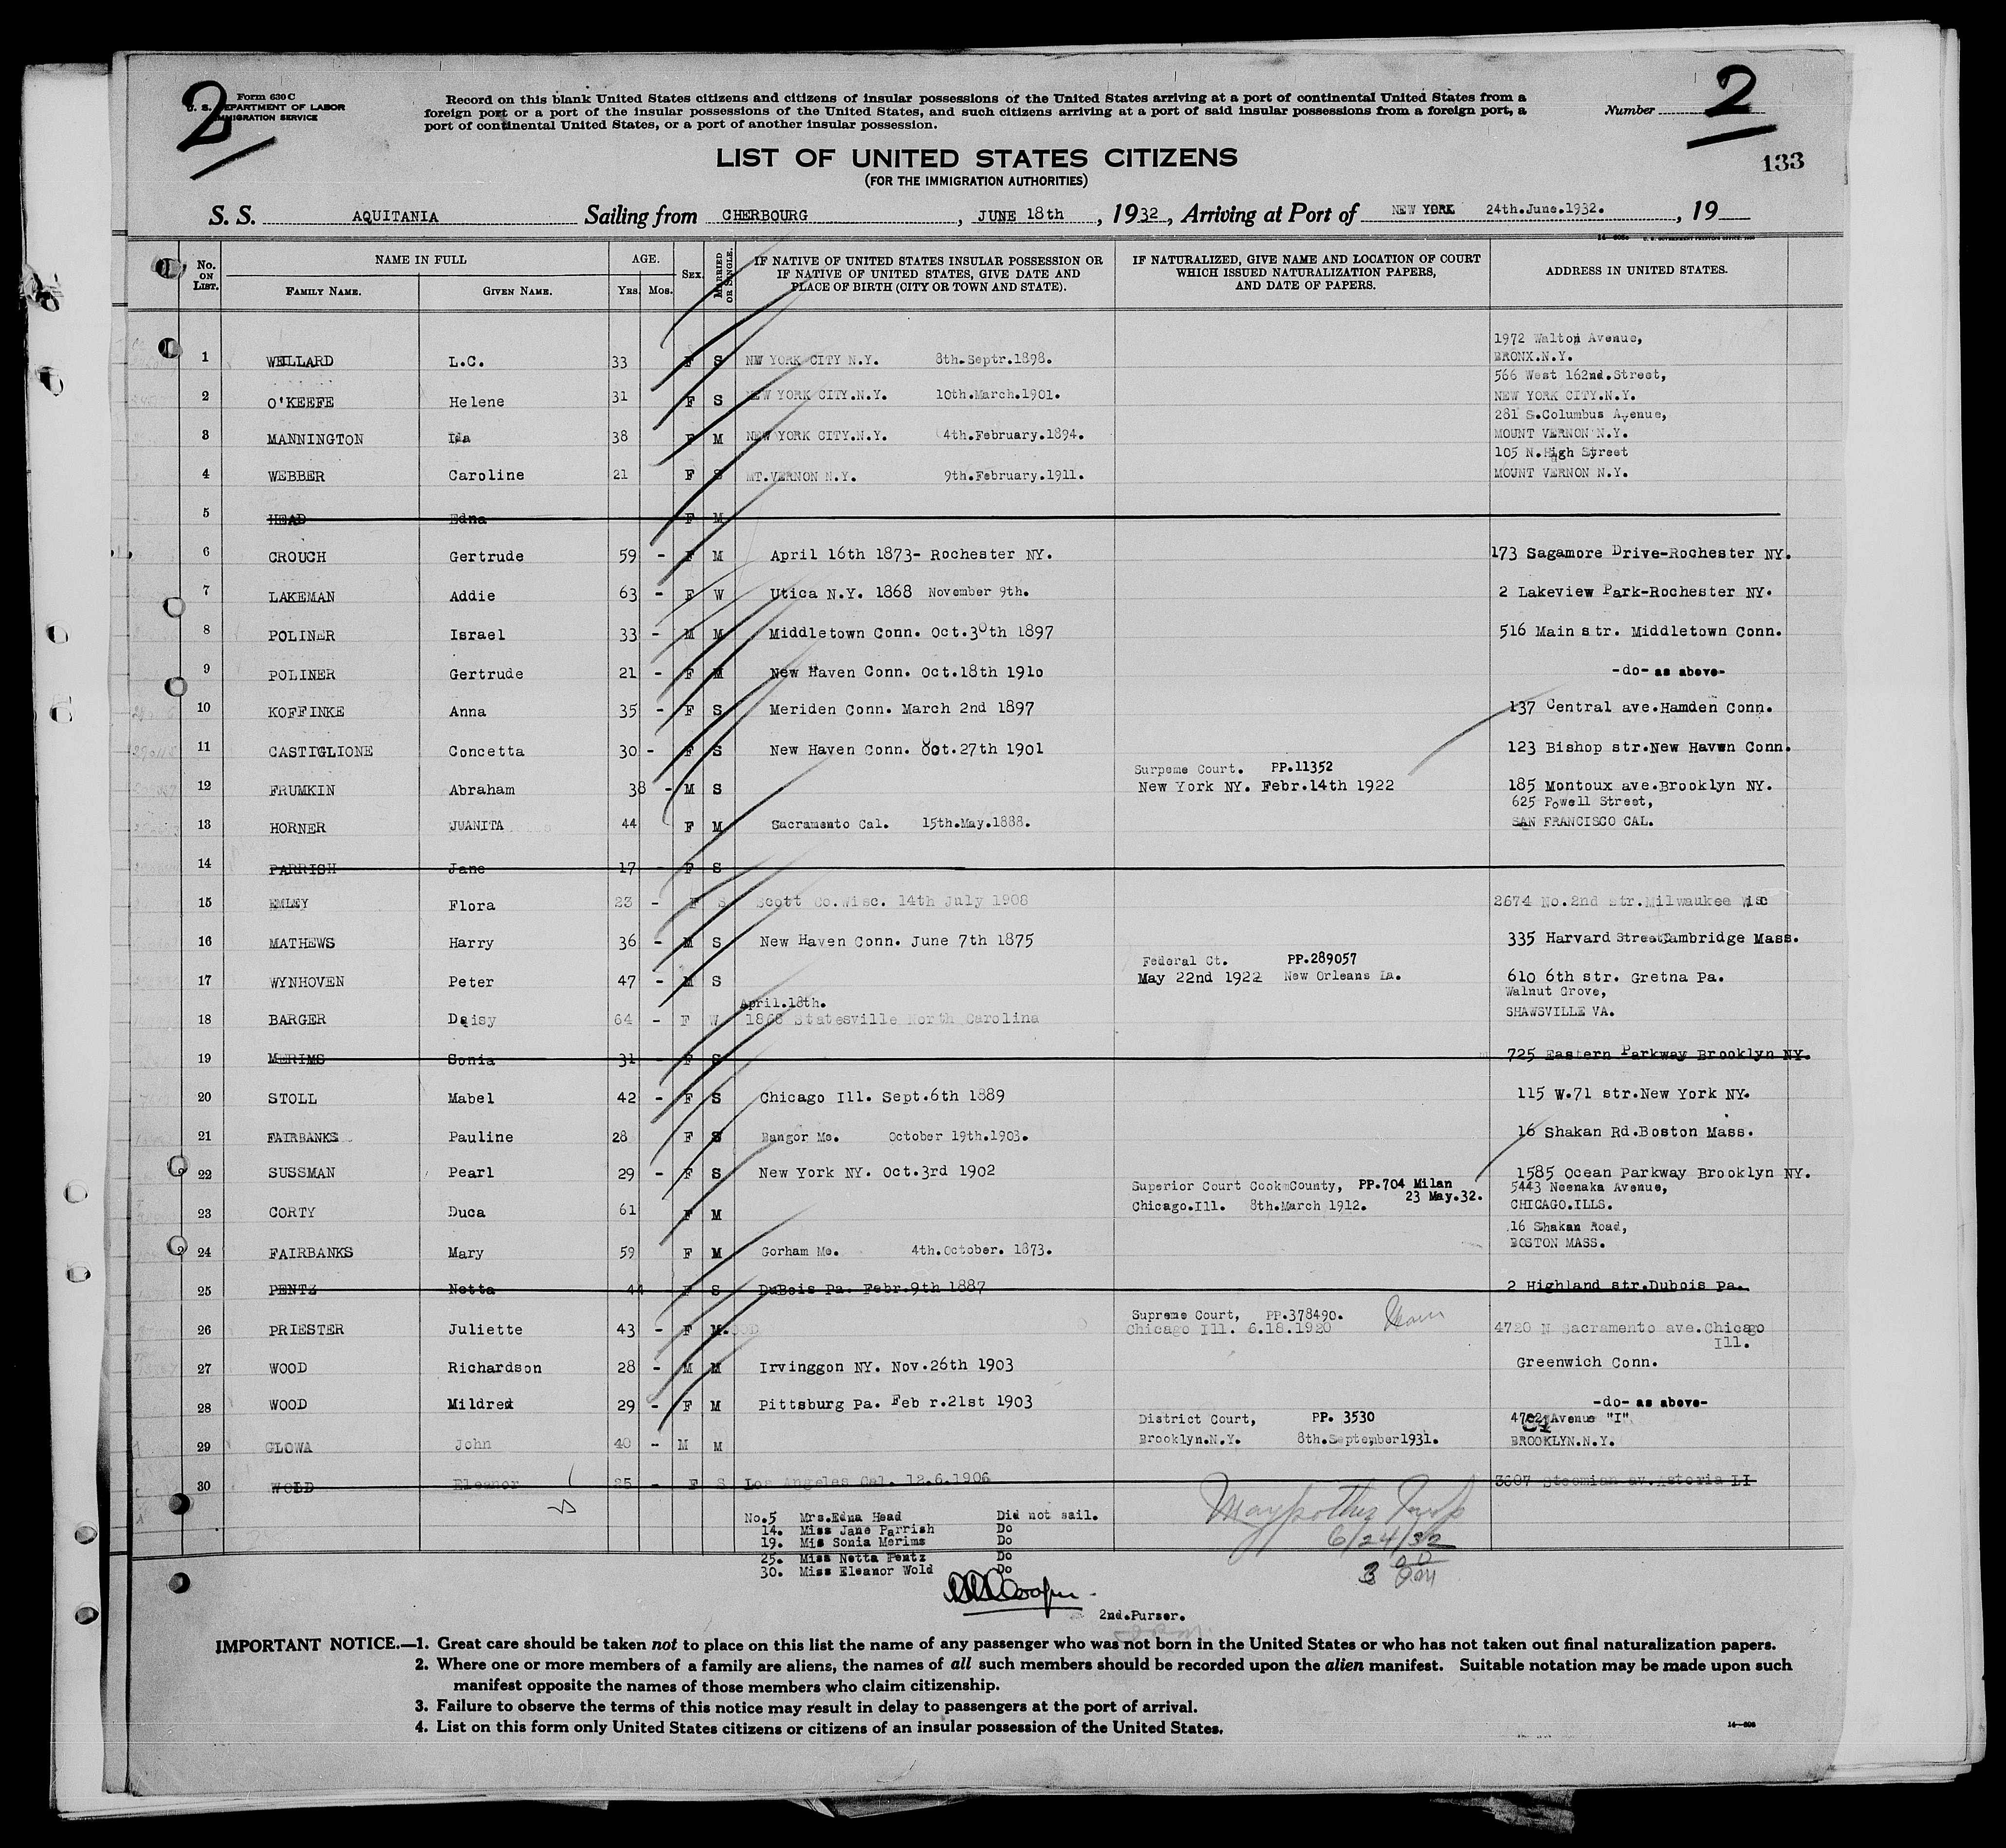 2
Form 630 C
U. S. DEPARTMENT OF LABOR
IMMIGRATION SERVICE
Record on this blank United States citizens and citizens of insular possessions of the United States arriving at a port of continental United States from a
foreign port or a port of the insular possessions of the United States, and such citizens arriving at a port of said insular possessions from a foreign port, a
port of continental United States, or a port of another insular possession.
Number 2
133
LIST OF UNITED STATES CITIZENS
(FOR THE IMMIGRATION AUTHORITIES)
S. S. AQUITANIA Sailing from CHERBOURG, JUNE 18th, 1932, Arriving at Port of NEW YORK 24th.June.1932., 19
No. ON LIST. NAME IN FULL FAMILY NAME. GIVEN NAME. AGE. YRS. MOS. SEX. MARRIED OR SINGLE. IF NATIVE OF UNITED STATES INSULAR POSSESSION OR IF NATIVE OF UNITED STATES, GIVE DATE AND PLACE OF BIRTH (CITY OR TOWN AND STATE). IF NATURALIZED, GIVE NAME AND LOCATION OF COURT WHICH ISSUED NATURALIZATION PAPERS, AND DATE OF PAPERS. ADDRESS IN UNITED STATES.
1972 Walton Avenue,
1 WEILLARD L.C. 33 F S NEW YORK CITY N.Y. 8th.Septr.1898. BRONX.N.Y.
566 West 162nd.Street,
2 O'KEEFE Helene 31 F S NEW YORK CITY.N.Y. 10th.March.1901. NEW YORK CITY.N.Y.
281 S.Columbus Avenue,
3 MANNINGTON Ida 38 F M NEW YORK CITY.N.Y. 4th.February.1894. MOUNT VERNON N.Y.
105 N.High Street
4 WEBBER Caroline 21 F S MT.VERNON N.Y. 9th.February.1911. MOUNT VERNON N.Y.
5 HEAD Edna F M
6 CROUCH Gertrude 59 - F M April 16th 1873- Rochester NY. 173 Sagamore Drive-Rochester NY.
7 LAKEMAN Addie 63 - F W Utica N.Y. 1868 November 9th. 2 Lakeview Park-Rochester NY.
8 POLINER Israel 33 - M M Middletown Conn. Oct.30th 1897 516 Main str. Middletown Conn.
9 POLINER Gertrude 21 - F M New Haven Conn. Oct.18th 1910 -do- as above-
10 KOFFINKE Anna 35 - F S Meriden Conn. March 2nd 1897 137 Central ave.Hamden Conn.
11 CASTIGLIONE Concetta 30 - F S New Haven Conn. Oct.27th 1901 123 Bishop str.New Haven Conn.
Surpeme Court. PP.11352
12 FRUMKIN Abraham 38 - M S New York NY. Febr.14th 1922 185 Montoux ave.Brooklyn NY.
625 Powell Street,
13 HORNER JUANITA 44 F M Sacramento Cal. 15th.May.1888. SAN FRANCISCO CAL.
14 PARRISH Jane 17 - F S
15 EMLEY Flora 23 - F S Scott Co.Wisc. 14th July 1908 2674 No.2nd str.Milwaukee Wisc
16 MATHEWS Harry 36 - M S New Haven Conn. June 7th 1875 335 Harvard Street Cambridge Mass.
Federal Ct. PP.289057
17 WYNHOVEN Peter 47 - M S May 22nd 1922 New Orleans La. 610 6th str. Gretna Pa.
April.18th. Walnut Grove,
18 BARGER Daisy 64 - F W 1868 Statesville North Carolina SHAWSVILLE VA.
19 MERIMS Sonia 31 - F S 725 Eastern Parkway Brooklyn NY.
20 STOLL Mabel 42 - F S Chicago Ill. Sept.6th 1889 115 W.71 str.New York NY.
21 FAIRBANKS Pauline 28 F S Bangor Me. October 19th.1903. 16 Shakan Rd.Boston Mass.
22 SUSSMAN Pearl 29 - F S New York NY. Oct.3rd 1902 1585 Ocean Parkway Brooklyn NY.
Superior Court Cook County, PP.704 Milan 23 May.32. 5443 Neenaka Avenue,
23 CORTY Duca 61 F M Chicago.Ill. 8th.March 1912. CHICAGO.ILLS.
16 Shakan Road,
24 FAIRBANKS Mary 59 F M Gorham Me. 4th.October. 1873. BOSTON MASS.
25 PENTZ Netta 44 F S DuBois Pa. Febr.9th 1887 2 Highland str.Dubois Pa.
Supreme Court, PP.378490.
26 PRIESTER Juliette 43 - F M. Chicago Ill. 6.18.1920 4720 N Sacramento ave.Chicago Ill.
27 WOOD Richardson 28 - M M Irvinggon NY. Nov.26th 1903 Greenwich Conn.
28 WOOD Mildred 29 - F M Pittsburg Pa. Feb r.21st 1903 -do- as above-
District Court, PP. 3530 Avenue "I"
29 GLOWA John 40 - M M Brooklyn.N.Y. 8th.September1931. BROOKLYN.N.Y.
30 WOLD Eleanor 25 - F S Los Angeles Cal. 12.6.1906 3607 Steemian av.Astoria LI
No.5 Mrs.Edna Head Did not sail.
14. Miss Jane Parrish Do
19. Mis Sonia Merims Do
25. Miss Netta Pentz Do
30. Miss Eleanor Wold Do
6/24/32
3
2nd.Purser.
IMPORTANT NOTICE.—1. Great care should be taken not to place on this list the name of any passenger who was not born in the United States or who has not taken out final naturalization papers.
2. Where one or more members of a family are aliens, the names of all such members should be recorded upon the alien manifest. Suitable notation may be made upon such
manifest opposite the names of those members who claim citizenship.
3. Failure to observe the terms of this notice may result in delay to passengers at the port of arrival.
4. List on this form only United States citizens or citizens of an insular possession of the United States.